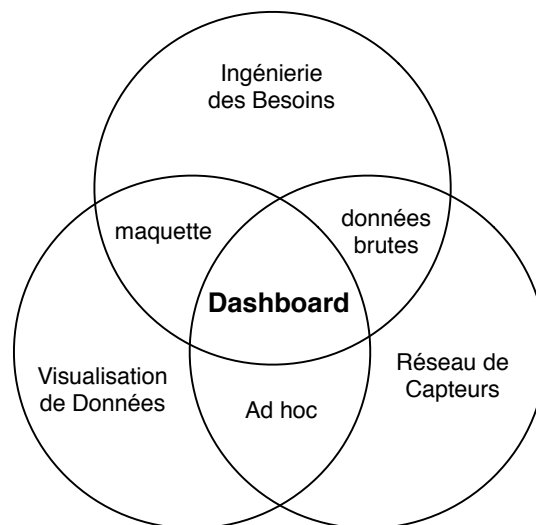 Ingénierie
des Besoins
maquette
données
brutes
Dashboard
Visualisation
de Données
Réseau de
Capteurs
Ad hoc